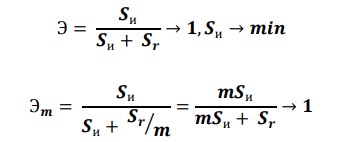 Э = Sи / (Sи + Sr) → 1, Sи → min
Эm = Sи / (Sи + Sr/m) = mSи / (mSи + Sr) → 1